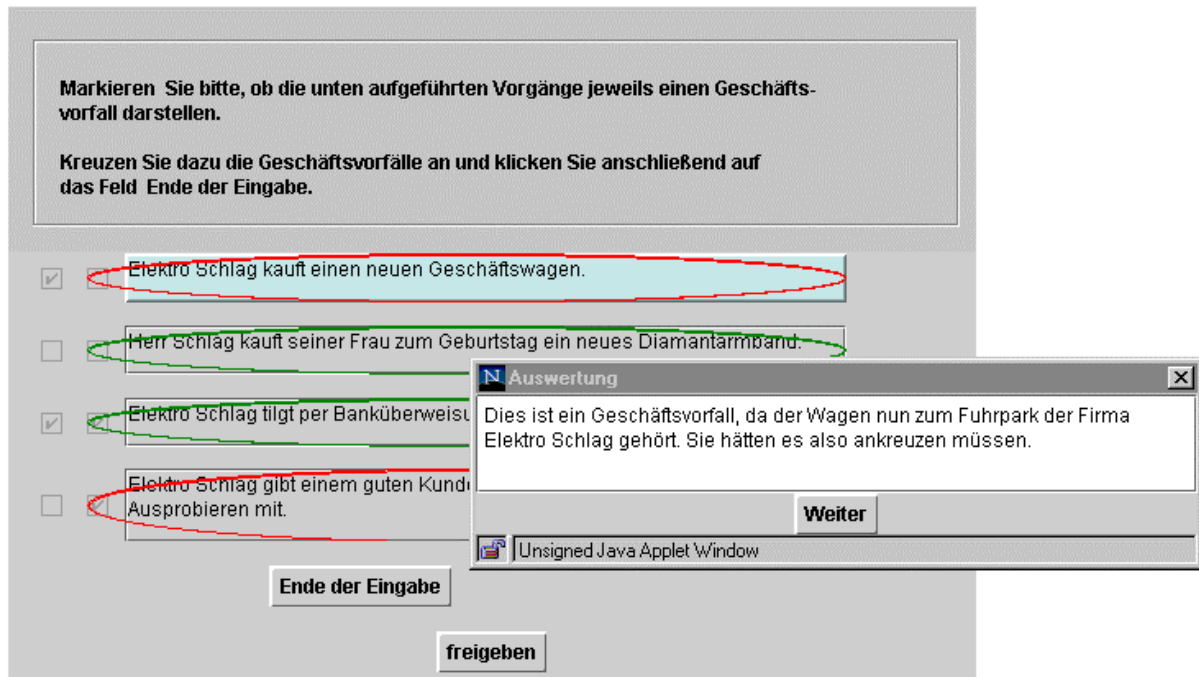 Markieren Sie bitte, ob die unten aufgeführten Vorgänge jeweils einen Geschäfts-
vorfall darstellen.
Kreuzen Sie dazu die Geschäftsvorfälle an und klicken Sie anschließend auf
das Feld Ende der Eingabe.
Elektro Schlag kauft einen neuen Geschäftswagen.
Herr Schlag kauft seiner Frau zum Geburtstag ein neues Diamantarmband.
Elektro Schlag tilgt per Banküberweisu
Elektro Schlag gibt einem guten Kunde
Ausprobieren mit.
N Auswertung
Dies ist ein Geschäftsvorfall, da der Wagen nun zum Fuhrpark der Firma
Elektro Schlag gehört. Sie hätten es also ankreuzen müssen.
Weiter
Unsigned Java Applet Window
Ende der Eingabe
freigeben